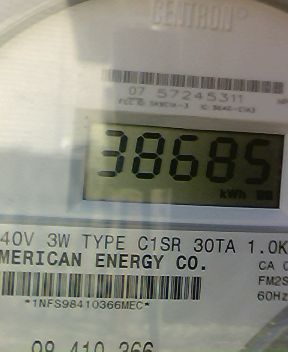 CENTRON®
07 57245311
38685
kWh
40V 3W TYPE C1SR 30TA 1.0K
MERICAN ENERGY CO.
CA 0
FM2S
60Hz
*1NFS98410366MEC*
98 410 366